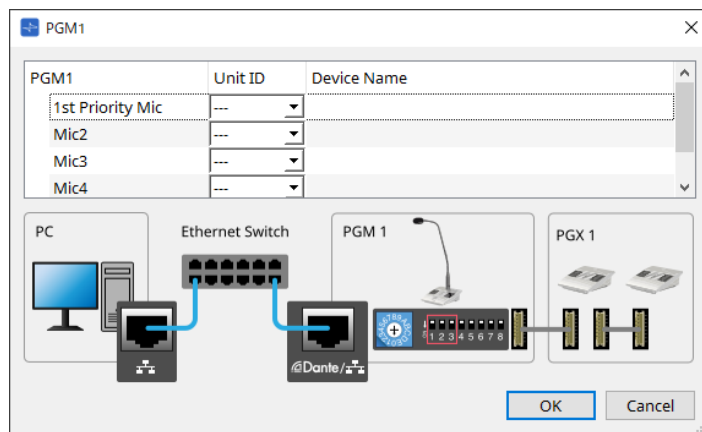 PGM1
PGM1 Unit ID Device Name
1st Priority Mic ---
Mic2 ---
Mic3 ---
Mic4 ---
PC Ethernet Switch PGM 1 PGX 1
1 2 3 4 5 6 7 8
Dante/
OK Cancel